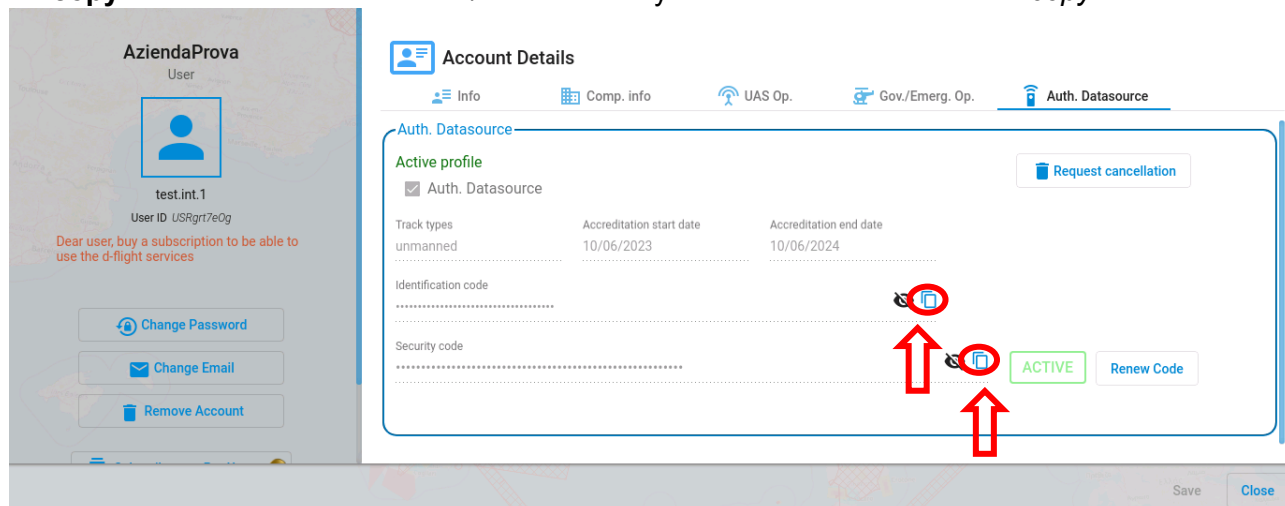 AziendaProva
User
test.int.1
User ID USRgrt7eOg
Dear user, buy a subscription to be able to
use the d-flight services
Change Password
Change Email
Remove Account
Account Details
Info
Comp. info
UAS Op.
Gov./Emerg. Op.
Auth. Datasource
Auth. Datasource
Active profile
Request cancellation
Auth. Datasource
Track types
Accreditation start date
Accreditation end date
unmanned
10/06/2023
10/06/2024
Identification code
Security code
ACTIVE
Renew Code
Save
Close